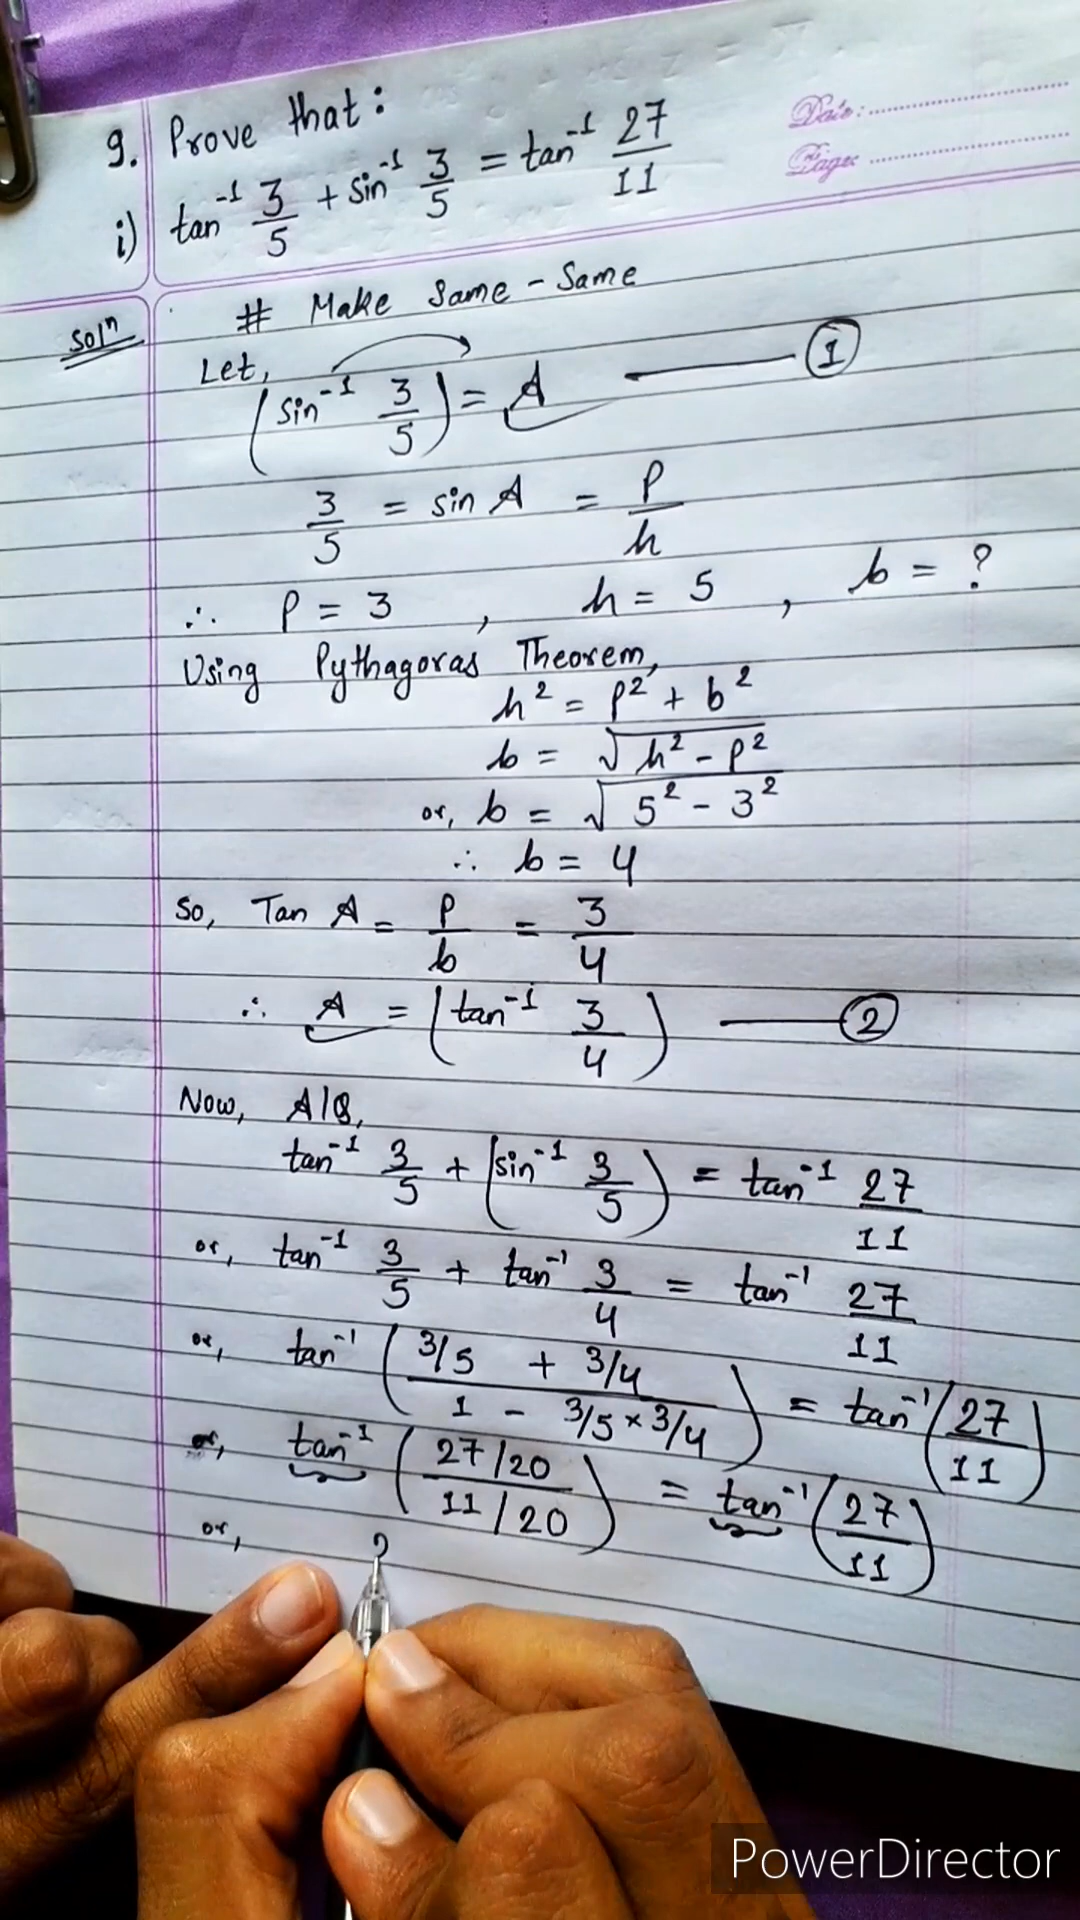 9. Prove that:
Date:
Page:
i) tan⁻¹ 3/5 + sin⁻¹ 3/5 = tan⁻¹ 27/11
# Make Same - Same
Solⁿ
Let,
(sin⁻¹ 3/5) = A ——— ①
3/5 = sin A = P/h
∴ P = 3 , h = 5 , b = ?
Using Pythagoras Theorem,
h² = p² + b²
b = √h² - p²
or, b = √5² - 3²
∴ b = 4
So, Tan A = P/b = 3/4
∴ A = (tan⁻¹ 3/4) ——— ②
Now, A/Q,
tan⁻¹ 3/5 + (sin⁻¹ 3/5) = tan⁻¹ 27/11
or, tan⁻¹ 3/5 + tan⁻¹ 3/4 = tan⁻¹ 27/11
or, tan⁻¹ ( 3/5 + 3/4 / 1 - 3/5 × 3/4 ) = tan⁻¹ (27/11)
or, tan⁻¹ ( 27/20 / 11/20 ) = tan⁻¹ (27/11)
or, 2
PowerDirector